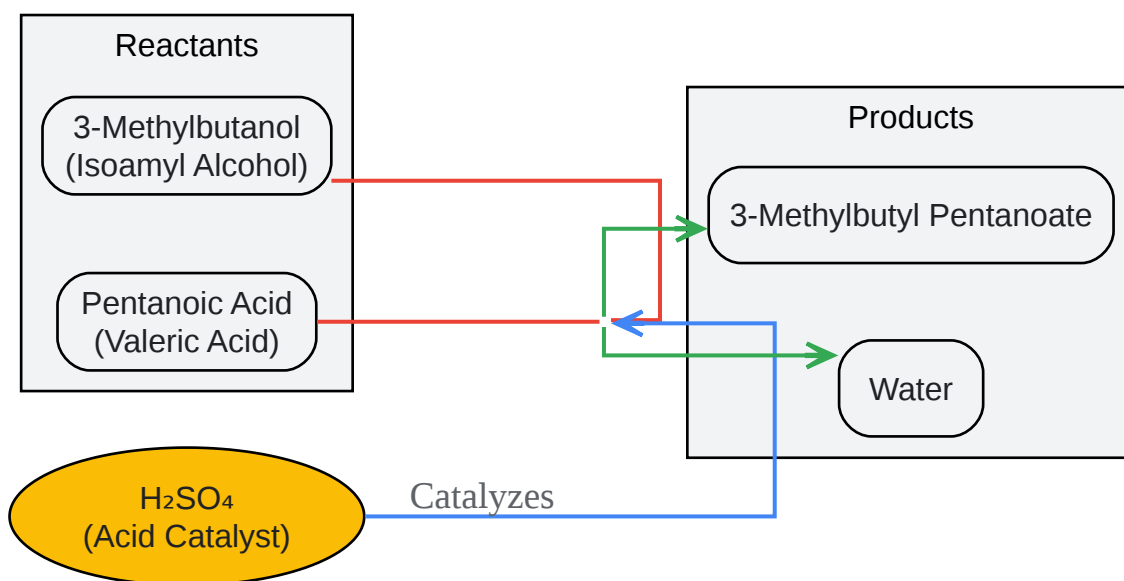 Reactants
3-Methylbutanol
(Isoamyl Alcohol)
Pentanoic Acid
(Valeric Acid)
Products
3-Methylbutyl Pentanoate
Water
H₂SO₄
(Acid Catalyst)
Catalyzes